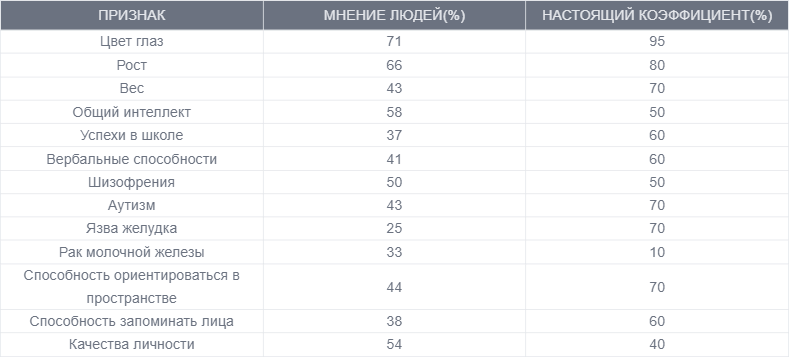 ПРИЗНАК МНЕНИЕ ЛЮДЕЙ(%) НАСТОЯЩИЙ КОЭФФИЦИЕНТ(%)
Цвет глаз 71 95
Рост 66 80
Вес 43 70
Общий интеллект 58 50
Успехи в школе 37 60
Вербальные способности 41 60
Шизофрения 50 50
Аутизм 43 70
Язва желудка 25 70
Рак молочной железы 33 10
Способность ориентироваться в
пространстве 44 70
Способность запоминать лица 38 60
Качества личности 54 40